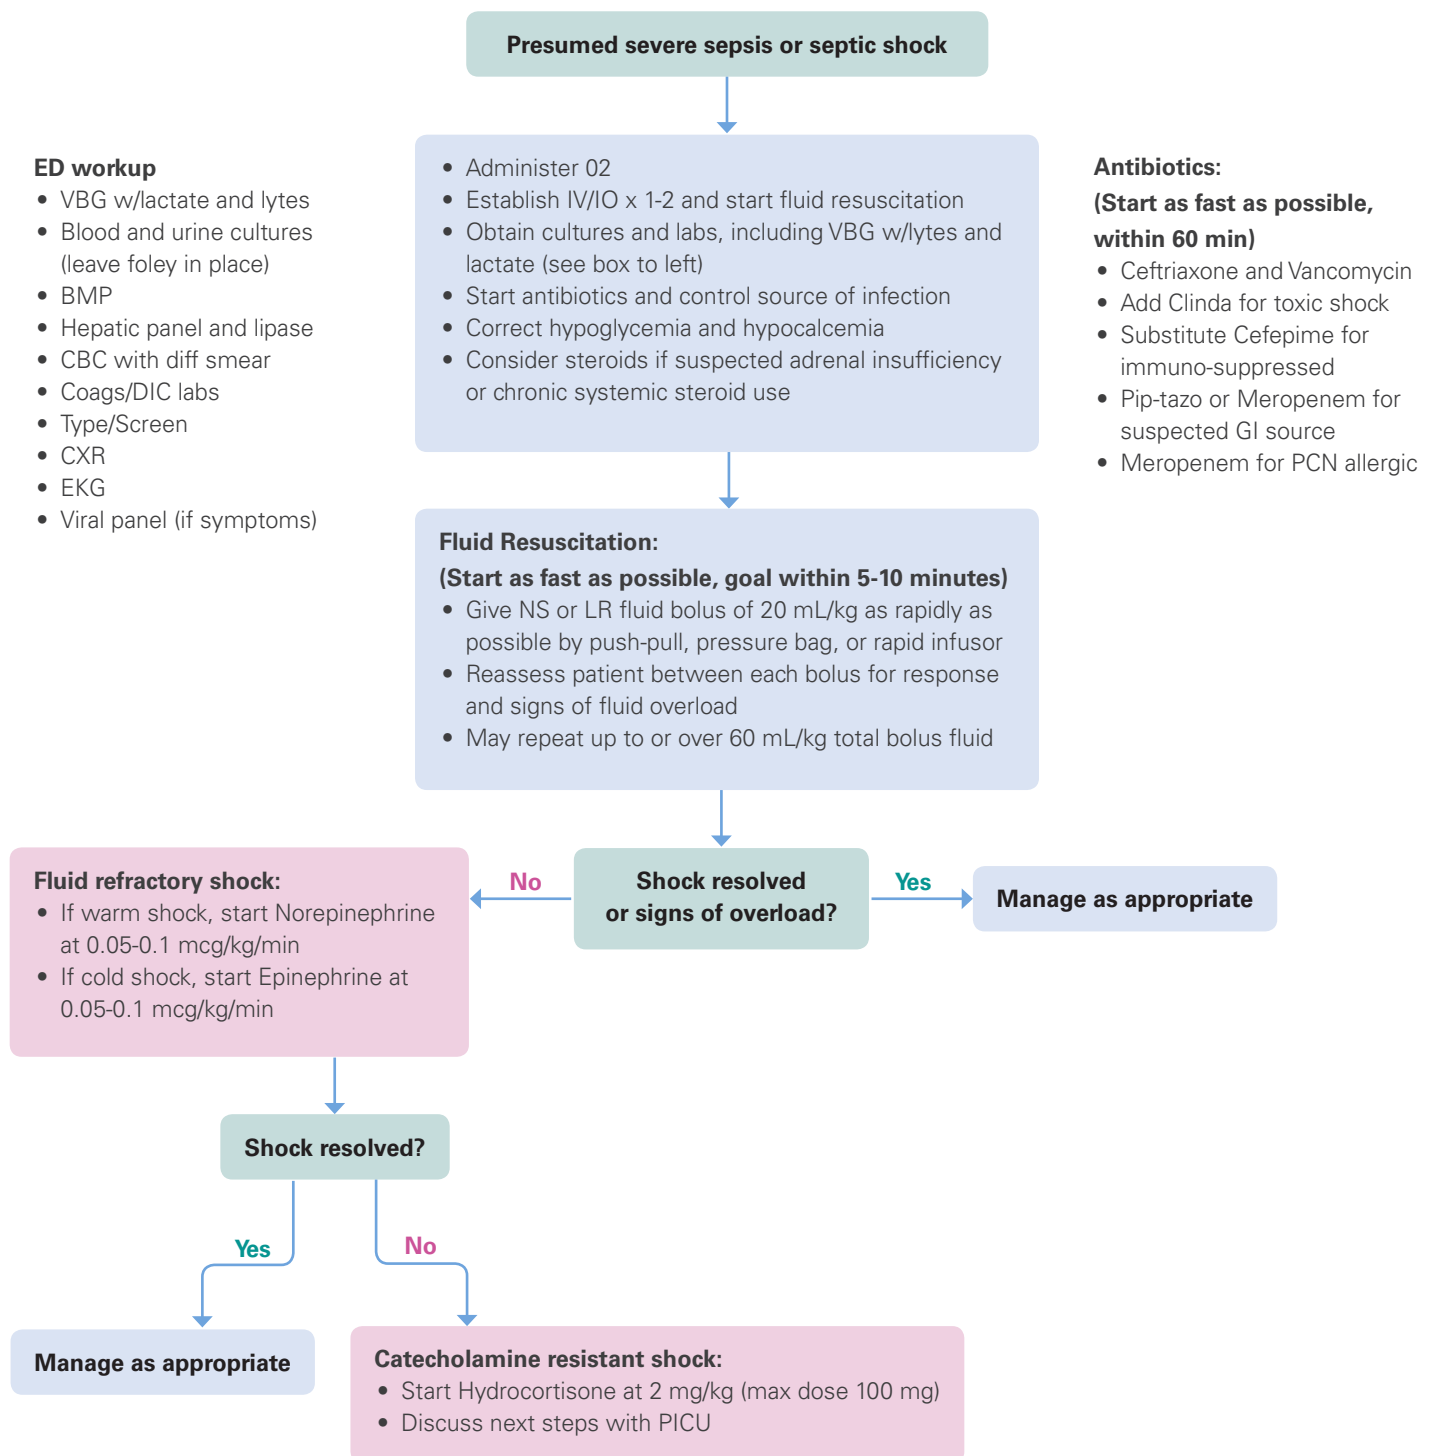 Presumed severe sepsis or septic shock
ED workup
• VBG w/lactate and lytes
• Blood and urine cultures
(leave foley in place)
• BMP
• Hepatic panel and lipase
• CBC with diff smear
• Coags/DIC labs
• Type/Screen
• CXR
• EKG
• Viral panel (if symptoms)
• Administer 02
• Establish IV/IO x 1-2 and start fluid resuscitation
• Obtain cultures and labs, including VBG w/lytes and
lactate (see box to left)
• Start antibiotics and control source of infection
• Correct hypoglycemia and hypocalcemia
• Consider steroids if suspected adrenal insufficiency
or chronic systemic steroid use
Antibiotics:
(Start as fast as possible,
within 60 min)
• Ceftriaxone and Vancomycin
• Add Clinda for toxic shock
• Substitute Cefepime for
immuno-suppressed
• Pip-tazo or Meropenem for
suspected GI source
• Meropenem for PCN allergic
Fluid Resuscitation:
(Start as fast as possible, goal within 5-10 minutes)
• Give NS or LR fluid bolus of 20 mL/kg as rapidly as
possible by push-pull, pressure bag, or rapid infusor
• Reassess patient between each bolus for response
and signs of fluid overload
• May repeat up to or over 60 mL/kg total bolus fluid
Shock resolved
or signs of overload?
No
Yes
Manage as appropriate
Fluid refractory shock:
• If warm shock, start Norepinephrine
at 0.05-0.1 mcg/kg/min
• If cold shock, start Epinephrine at
0.05-0.1 mcg/kg/min
Shock resolved?
Yes
No
Manage as appropriate
Catecholamine resistant shock:
• Start Hydrocortisone at 2 mg/kg (max dose 100 mg)
• Discuss next steps with PICU